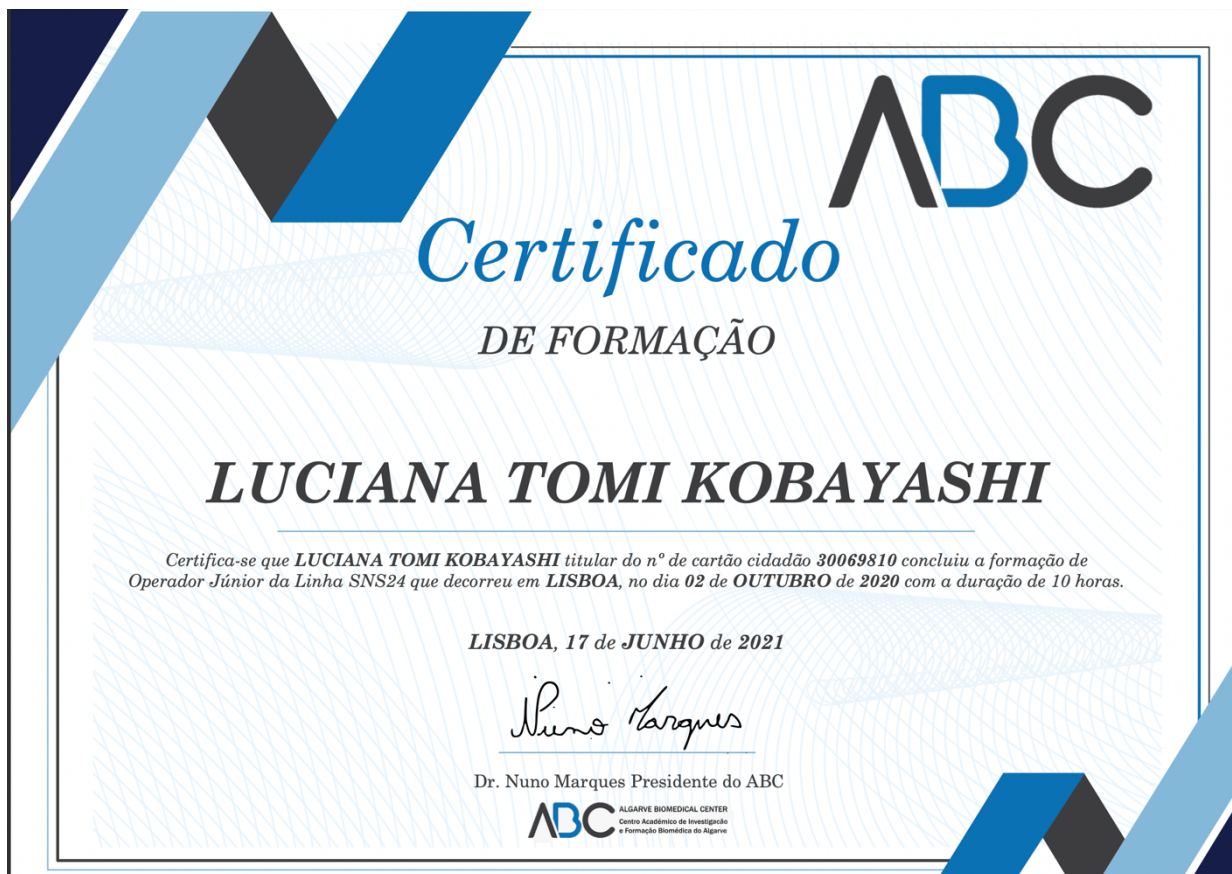 ABC
Certificado
DE FORMAÇÃO
LUCIANA TOMI KOBAYASHI
Certifica-se que LUCIANA TOMI KOBAYASHI titular do nº de cartão cidadão 30069810 concluiu a formação de
Operador Júnior da Linha SNS24 que decorreu em LISBOA, no dia 02 de OUTUBRO de 2020 com a duração de 10 horas.
LISBOA, 17 de JUNHO de 2021
Nuno Marques
Dr. Nuno Marques Presidente do ABC
ABC ALGARVE BIOMEDICAL CENTER
Centro Académico de Investigação
e Formação Biomédica do Algarve